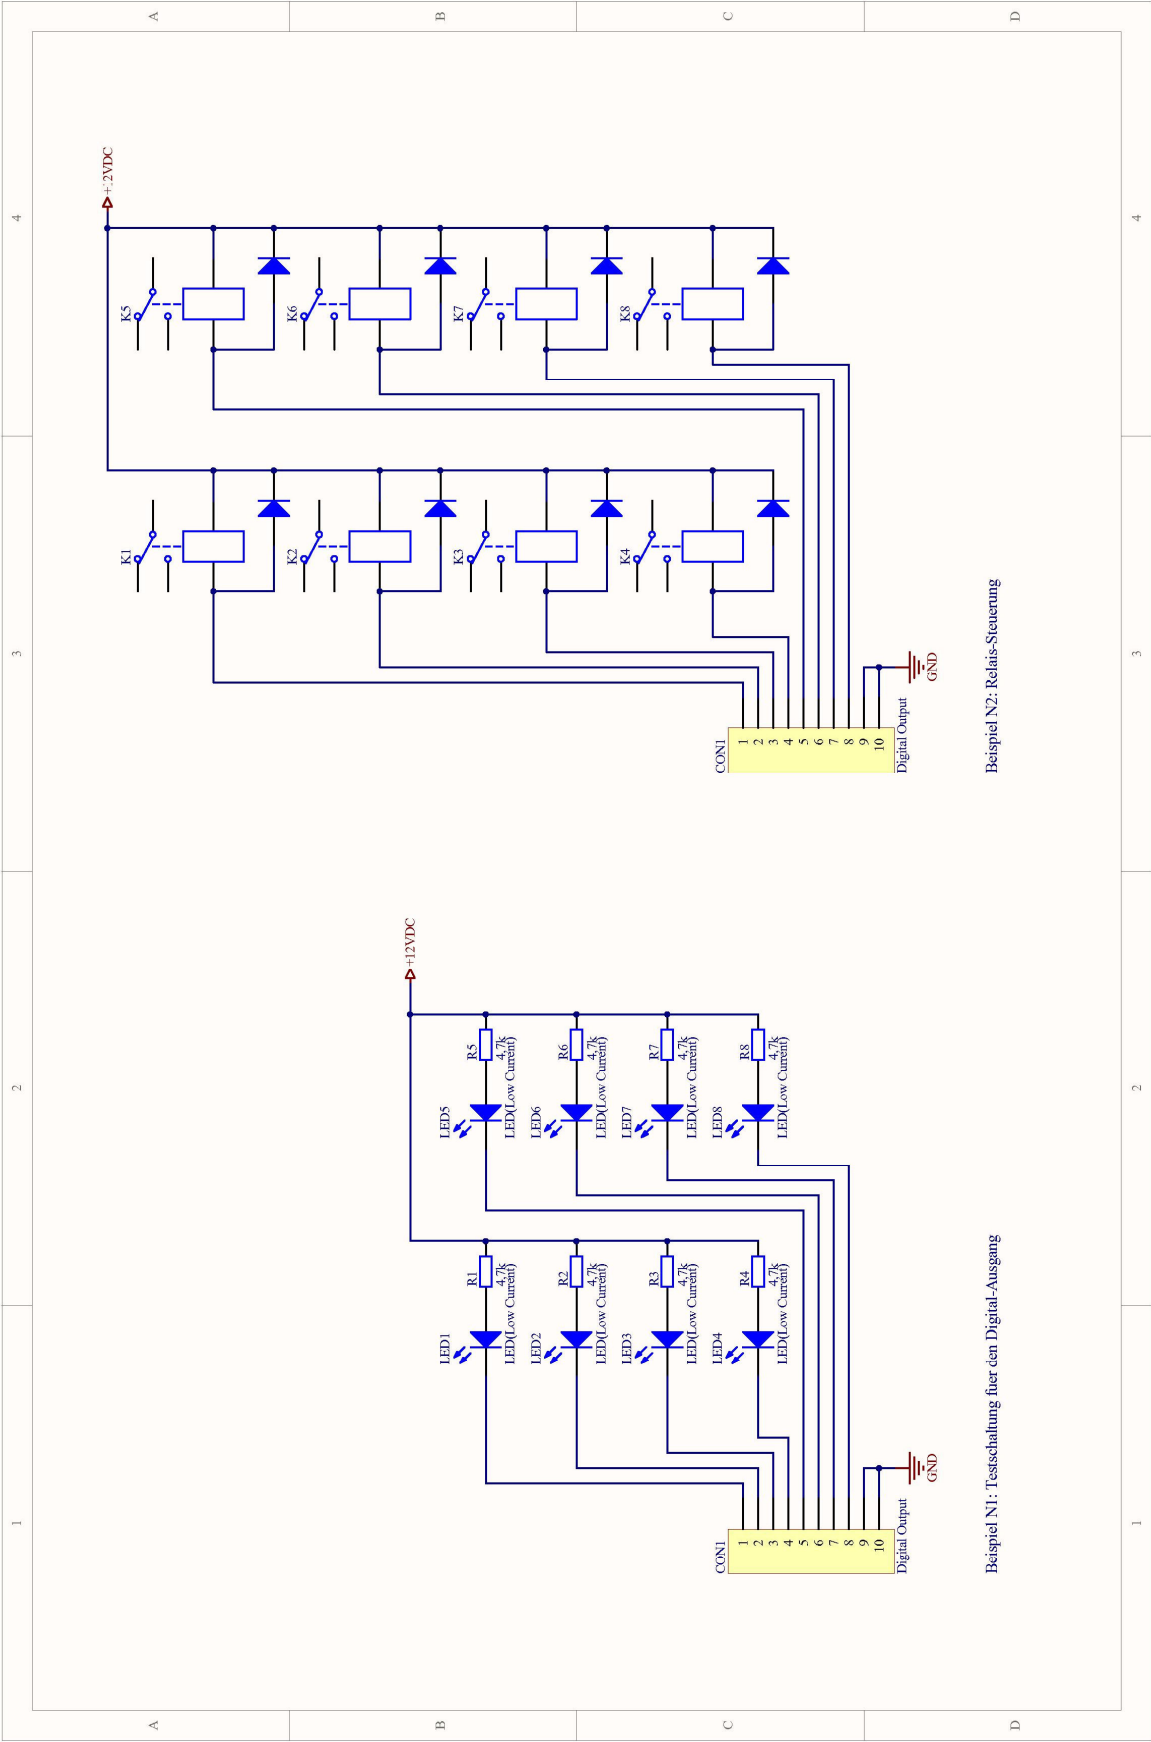 1
2
3
4
A
A
B
B
C
C
D
D
+12VDC
K1
K2
K3
K4
K5
K6
K7
K8
CON1
1
2
3
4
5
6
7
8
9
10
Digital Output
GND
Beispiel N2: Relais-Steuerung
+12VDC
LED1
R1
4,7k
LED(Low Current)
LED2
R2
4,7k
LED(Low Current)
LED3
R3
4,7k
LED(Low Current)
LED4
R4
4,7k
LED(Low Current)
LED5
R5
4,7k
LED(Low Current)
LED6
R6
4,7k
LED(Low Current)
LED7
R7
4,7k
LED(Low Current)
LED8
R8
4,7k
LED(Low Current)
CON1
1
2
3
4
5
6
7
8
9
10
Digital Output
GND
Beispiel N1: Testschaltung fuer den Digital-Ausgang
1
2
3
4